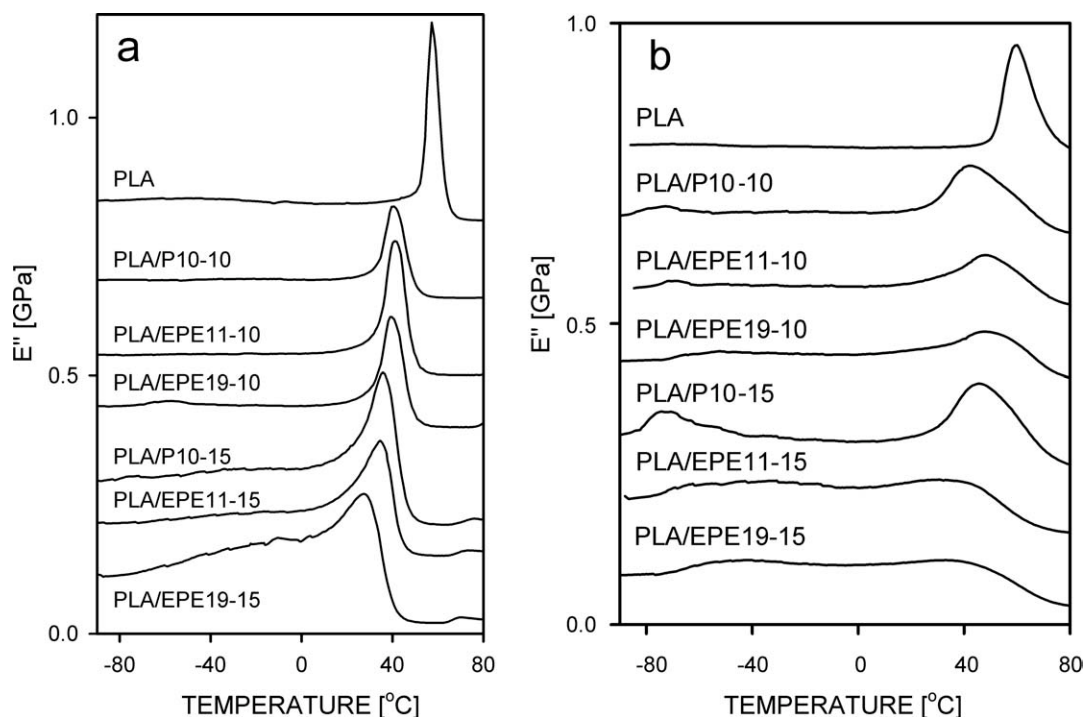 a
1.0
PLA
PLA/P10-10
PLA/EPE11-10
0.5
PLA/EPE19-10
PLA/P10-15
PLA/EPE11-15
PLA/EPE19-15
0.0
-80
-40
0
40
80
E" [GPa]
TEMPERATURE [°C]
b
1.0
PLA
PLA/P10-10
PLA/EPE11-10
0.5
PLA/EPE19-10
PLA/P10-15
PLA/EPE11-15
PLA/EPE19-15
0.0
-80
-40
0
40
80
E" [GPa]
TEMPERATURE [°C]